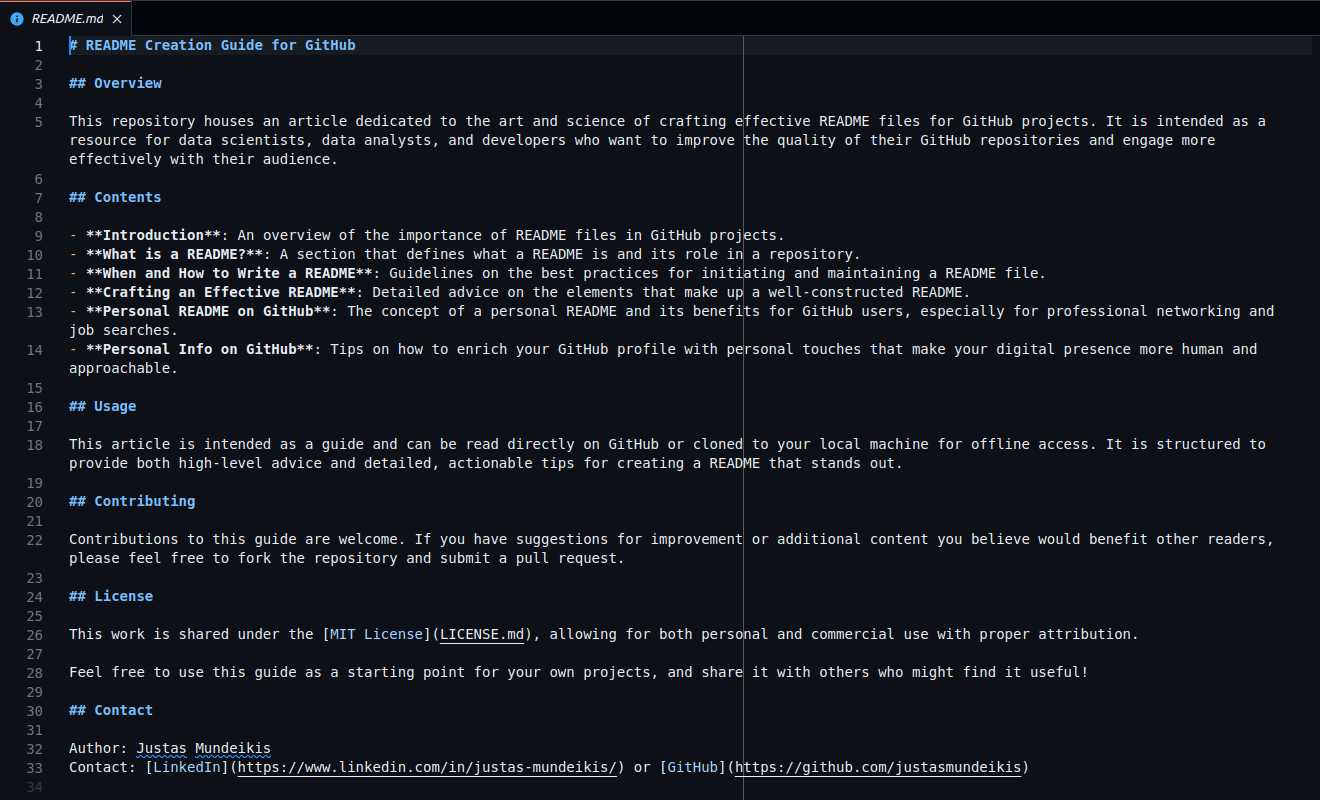 README.md
1 # README Creation Guide for GitHub
2
3 ## Overview
4
5 This repository houses an article dedicated to the art and science of crafting effective README files for GitHub projects. It is intended as a
resource for data scientists, data analysts, and developers who want to improve the quality of their GitHub repositories and engage more
effectively with their audience.
6
7 ## Contents
8
9 - **Introduction**: An overview of the importance of README files in GitHub projects.
10 - **What is a README?**: A section that defines what a README is and its role in a repository.
11 - **When and How to Write a README**: Guidelines on the best practices for initiating and maintaining a README file.
12 - **Crafting an Effective README**: Detailed advice on the elements that make up a well-constructed README.
13 - **Personal README on GitHub**: The concept of a personal README and its benefits for GitHub users, especially for professional networking and
job searches.
14 - **Personal Info on GitHub**: Tips on how to enrich your GitHub profile with personal touches that make your digital presence more human and
approachable.
15
16 ## Usage
17
18 This article is intended as a guide and can be read directly on GitHub or cloned to your local machine for offline access. It is structured to
provide both high-level advice and detailed, actionable tips for creating a README that stands out.
19
20 ## Contributing
21
22 Contributions to this guide are welcome. If you have suggestions for improvement or additional content you believe would benefit other readers,
please feel free to fork the repository and submit a pull request.
23
24 ## License
25
26 This work is shared under the [MIT License](LICENSE.md), allowing for both personal and commercial use with proper attribution.
27
28 Feel free to use this guide as a starting point for your own projects, and share it with others who might find it useful!
29
30 ## Contact
31
32 Author: Justas Mundeikis
33 Contact: [LinkedIn](https://www.linkedin.com/in/justas-mundeikis/) or [GitHub](https://github.com/justasmundeikis)
34